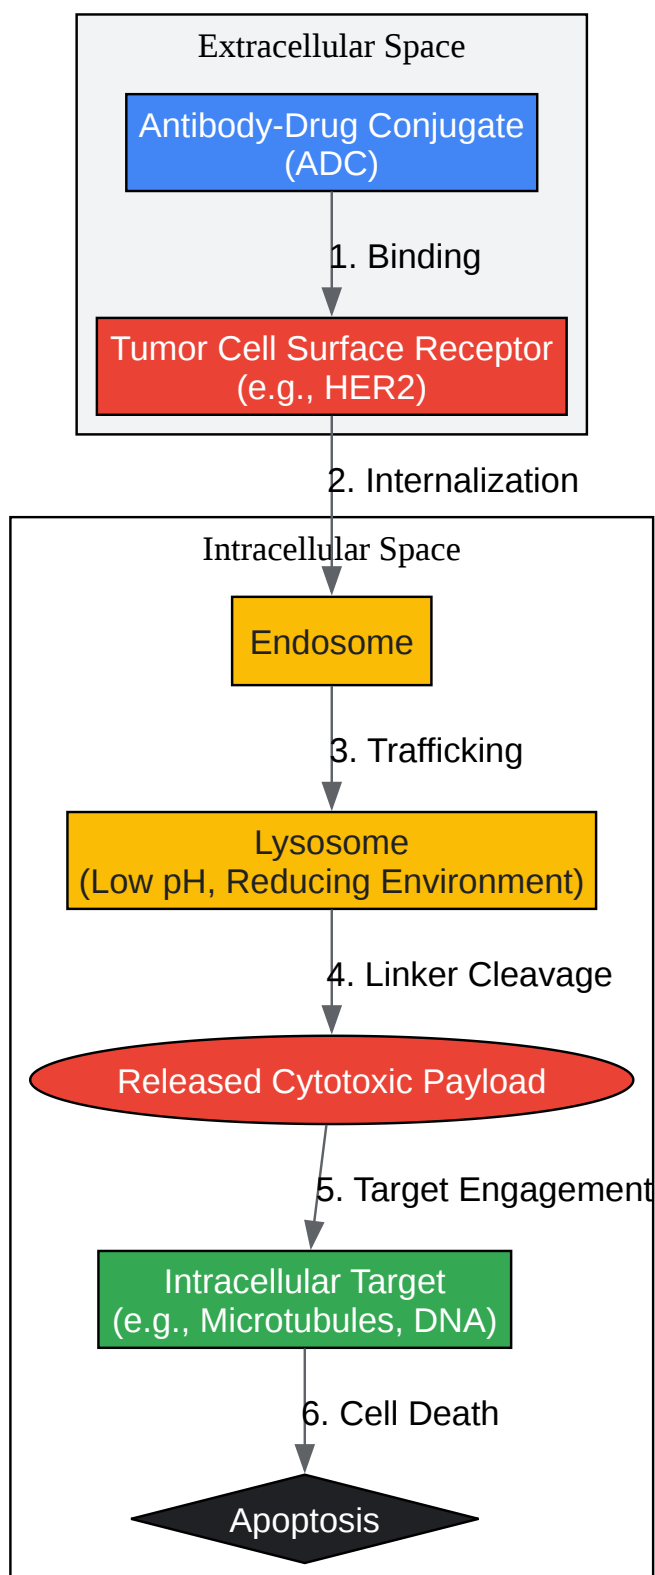 Extracellular Space
Antibody-Drug Conjugate
(ADC)
1. Binding
Tumor Cell Surface Receptor
(e.g., HER2)
2. Internalization
Intracellular Space
Endosome
3. Trafficking
Lysosome
(Low pH, Reducing Environment)
4. Linker Cleavage
Released Cytotoxic Payload
5. Target Engagement
Intracellular Target
(e.g., Microtubules, DNA)
6. Cell Death
Apoptosis